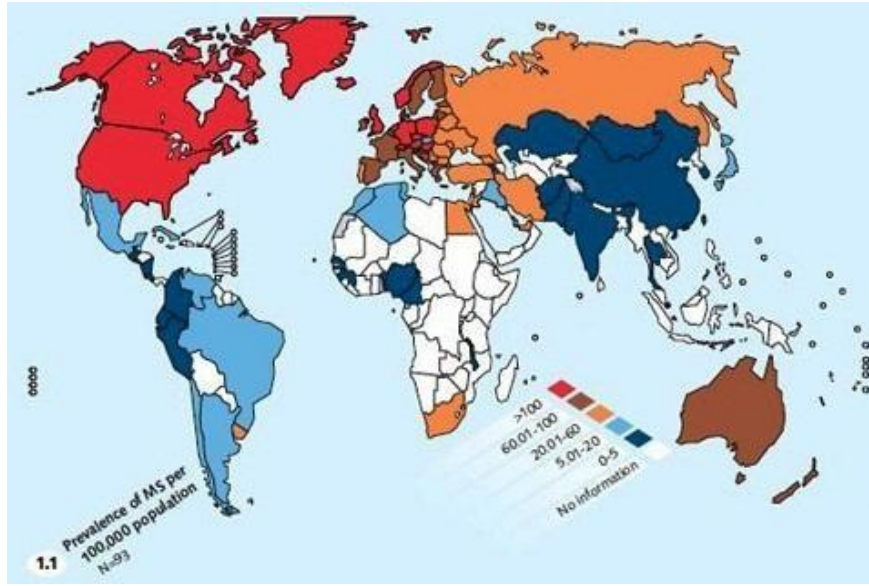 >100
60.01-100
20.01-60
5.01-20
0-5
No information
1.1
Prevalence of MS per
100,000 population
N=93